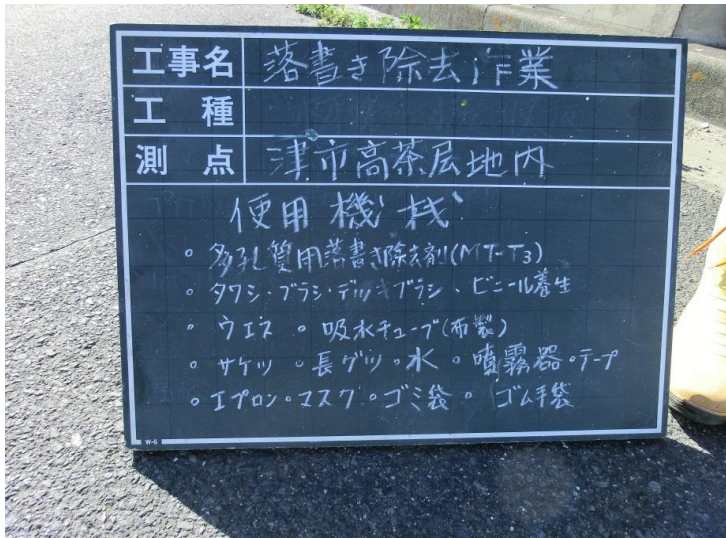 工事名 落書き除去作業
工種
測点 津市高茶屋地内
使用機械
。多孔質用落書き除去剤(MT-T3)
。タワシ・ブラシ・デッキブラシ・ビニール養生
。ウエス 。吸水チューブ(布製)
。サケツ 。長グツ・水 。噴霧器 。テープ
。エプロン・マスク 。ゴミ袋 。ゴム手袋
W-6